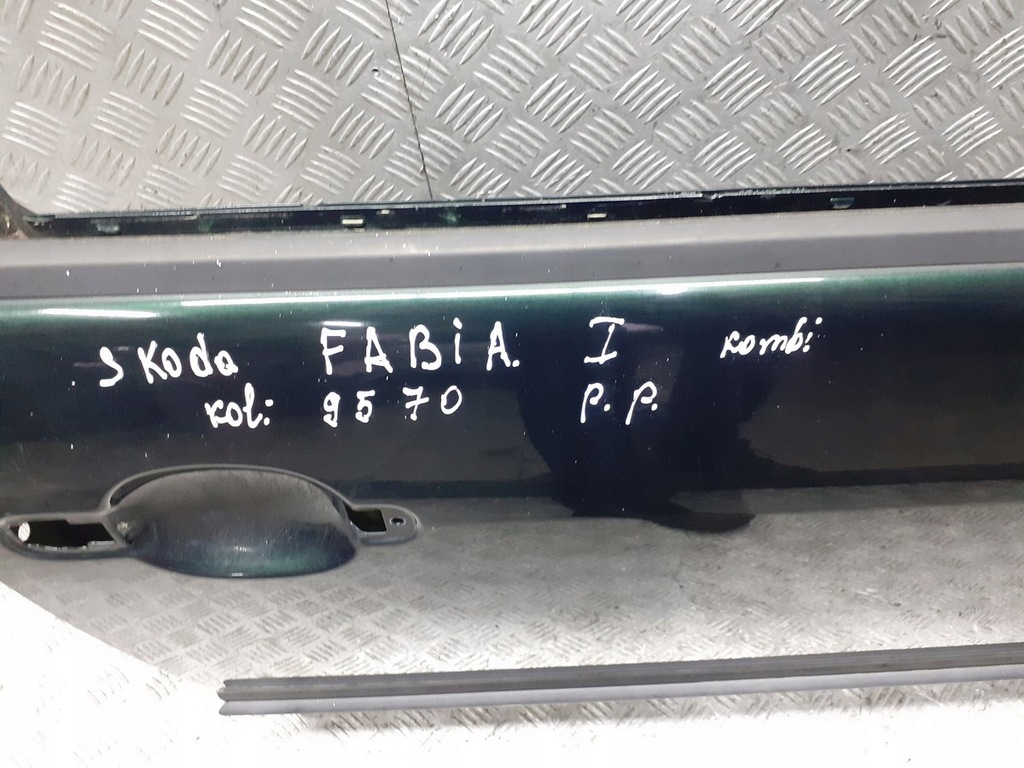 Skoda FABiA. I kombi
kol: 9570 p.p.